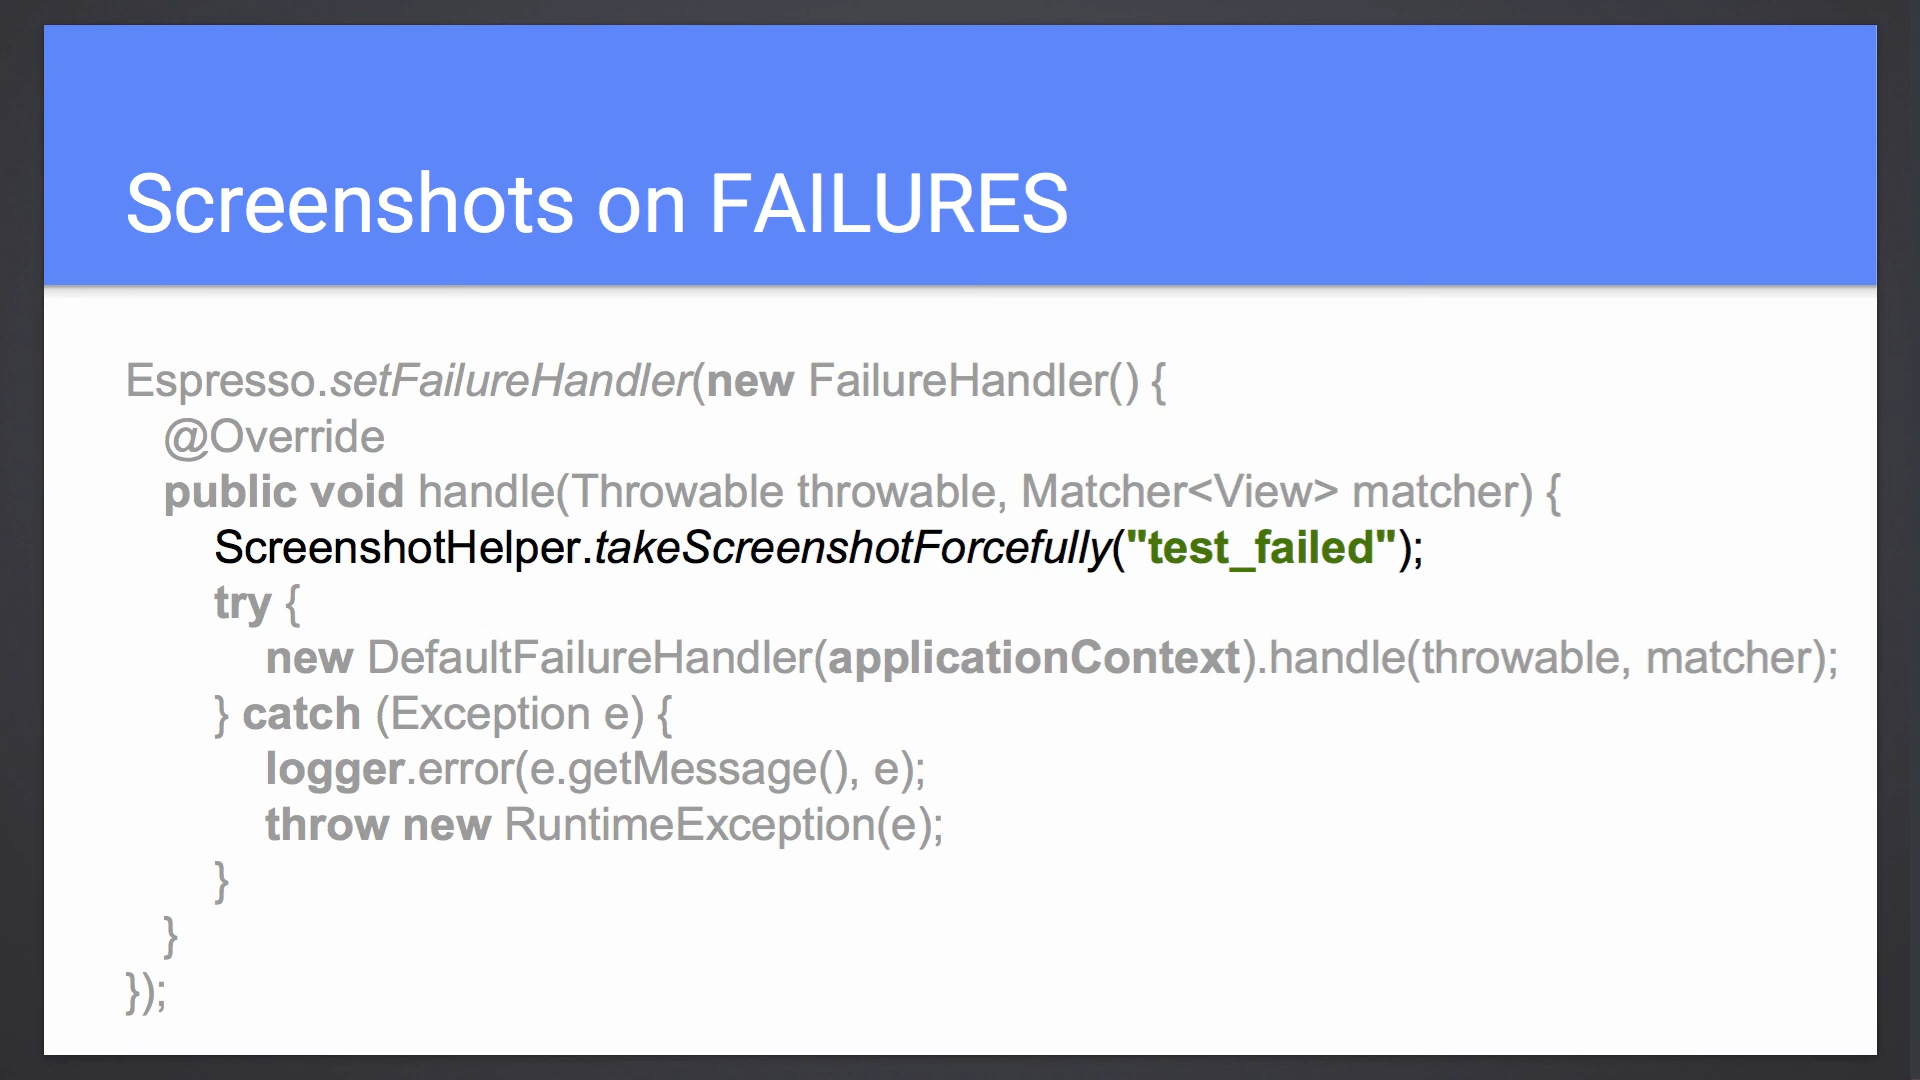 Screenshots on FAILURES
Espresso.setFailureHandler(new FailureHandler() {
@Override
public void handle(Throwable throwable, Matcher<View> matcher) {
ScreenshotHelper.takeScreenshotForcefully("test_failed");
try {
new DefaultFailureHandler(applicationContext).handle(throwable, matcher);
} catch (Exception e) {
logger.error(e.getMessage(), e);
throw new RuntimeException(e);
}
}
});